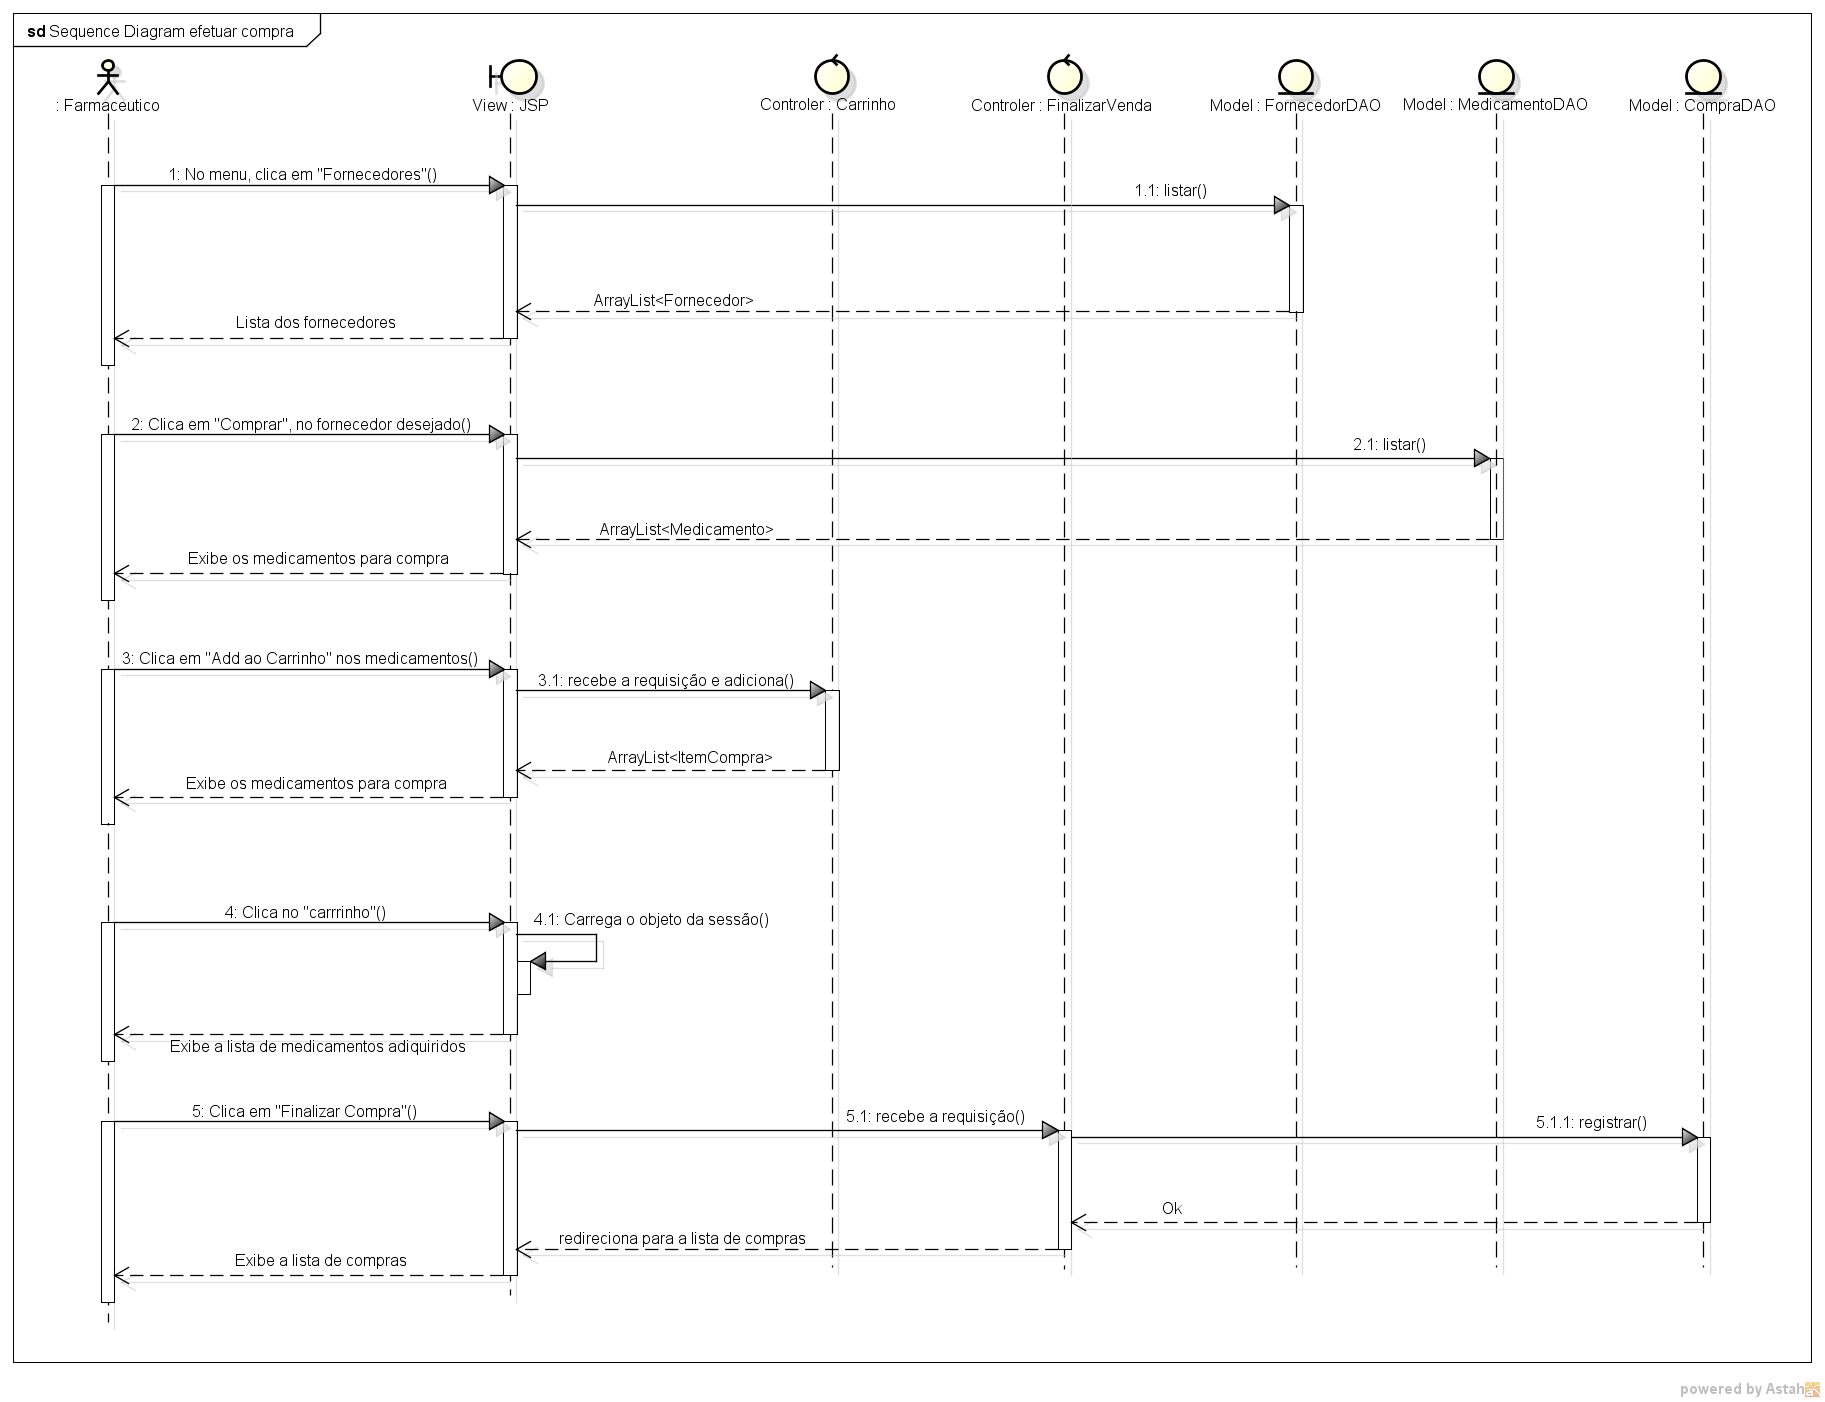 sd Sequence Diagram efetuar compra
: Farmaceutico
View : JSP
Controler : Carrinho
Controler : FinalizarVenda
Model : FornecedorDAO
Model : MedicamentoDAO
Model : CompraDAO
1: No menu, clica em "Fornecedores"()
1.1: listar()
ArrayList<Fornecedor>
Lista dos fornecedores
2: Clica em "Comprar", no fornecedor desejado()
2.1: listar()
ArrayList<Medicamento>
Exibe os medicamentos para compra
3: Clica em "Add ao Carrinho" nos medicamentos()
3.1: recebe a requisição e adiciona()
ArrayList<ItemCompra>
Exibe os medicamentos para compra
4: Clica no "carrrinho"()
4.1: Carrega o objeto da sessão()
Exibe a lista de medicamentos adiquiridos
5: Clica em "Finalizar Compra"()
5.1: recebe a requisição()
5.1.1: registrar()
Ok
redireciona para a lista de compras
Exibe a lista de compras
powered by Astah